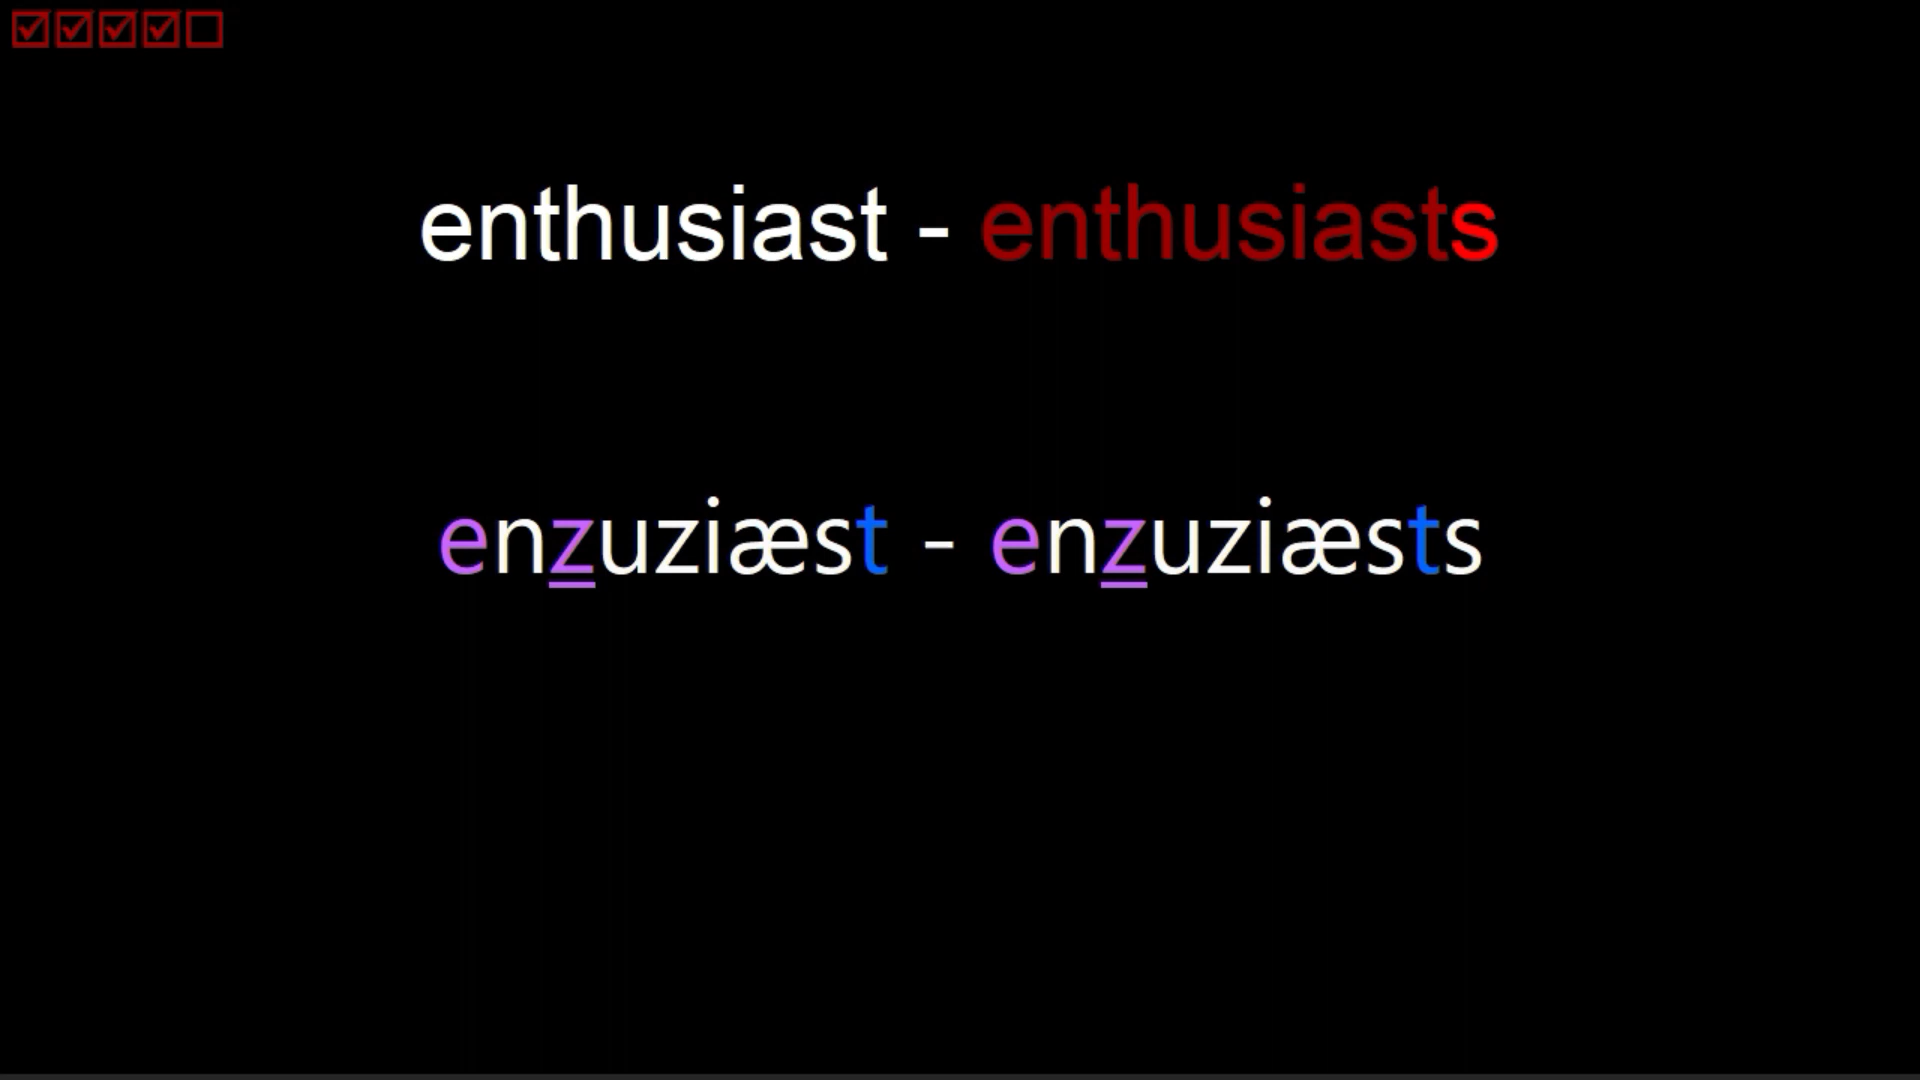 ☑☑☑☑☐
enthusiast - enthusiasts
enzuziæst - enzuziæsts